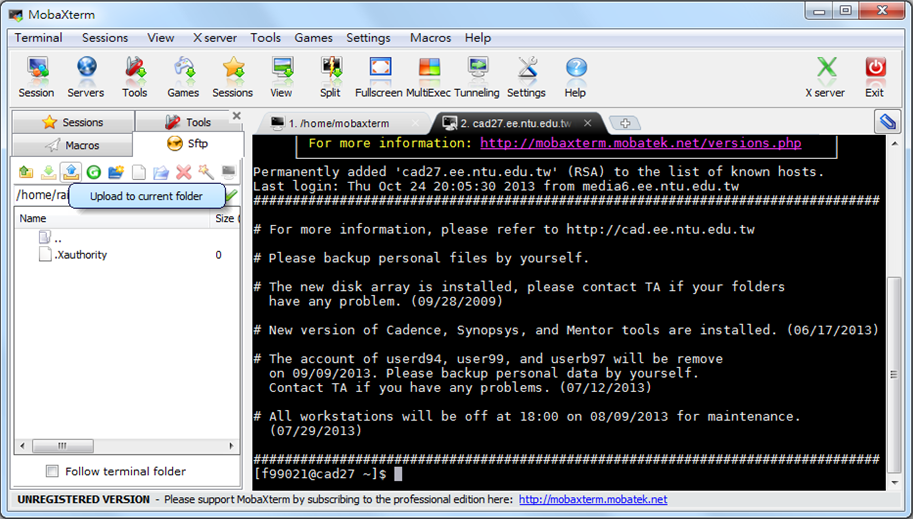 MobaXterm
Terminal Sessions View X server Tools Games Settings Macros Help
Session Servers Tools Games Sessions View Split Fullscreen MultiExec Tunneling Settings Help X server Exit
Sessions Tools
Macros Sftp
1. /home/mobaxterm 2. cad27.ee.ntu.edu.tw
Upload to current folder
/home/ra
Name Size (
..
.Xauthority 0
Follow terminal folder
For more information: http://mobaxterm.mobatek.net/versions.php
Permanently added 'cad27.ee.ntu.edu.tw' (RSA) to the list of known hosts.
Last login: Thu Oct 24 20:05:30 2013 from media6.ee.ntu.edu.tw
################################################################################
# For more information, please refer to http://cad.ee.ntu.edu.tw
# Please backup personal files by yourself.
# The new disk array is installed, please contact TA if your folders
have any problem. (09/28/2009)
# New version of Cadence, Synopsys, and Mentor tools are installed. (06/17/2013)
# The account of userd94, user99, and userb97 will be remove
on 09/09/2013. Please backup personal data by yourself.
Contact TA if you have any problems. (07/12/2013)
# All workstations will be off at 18:00 on 08/09/2013 for maintenance.
(07/29/2013)
################################################################################
[f99021@cad27 ~]$
UNREGISTERED VERSION - Please support MobaXterm by subscribing to the professional edition here: http://mobaxterm.mobatek.net